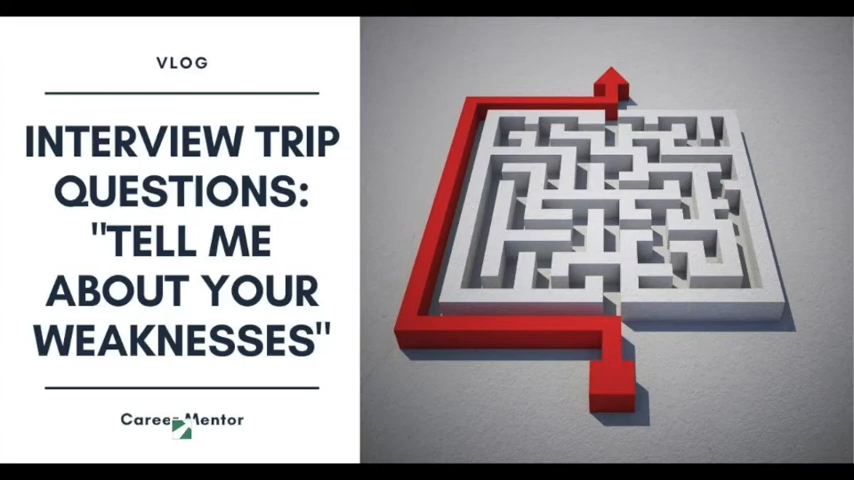 VLOG
INTERVIEW TRIP
QUESTIONS:
"TELL ME
ABOUT YOUR
WEAKNESSES"
Career Mentor